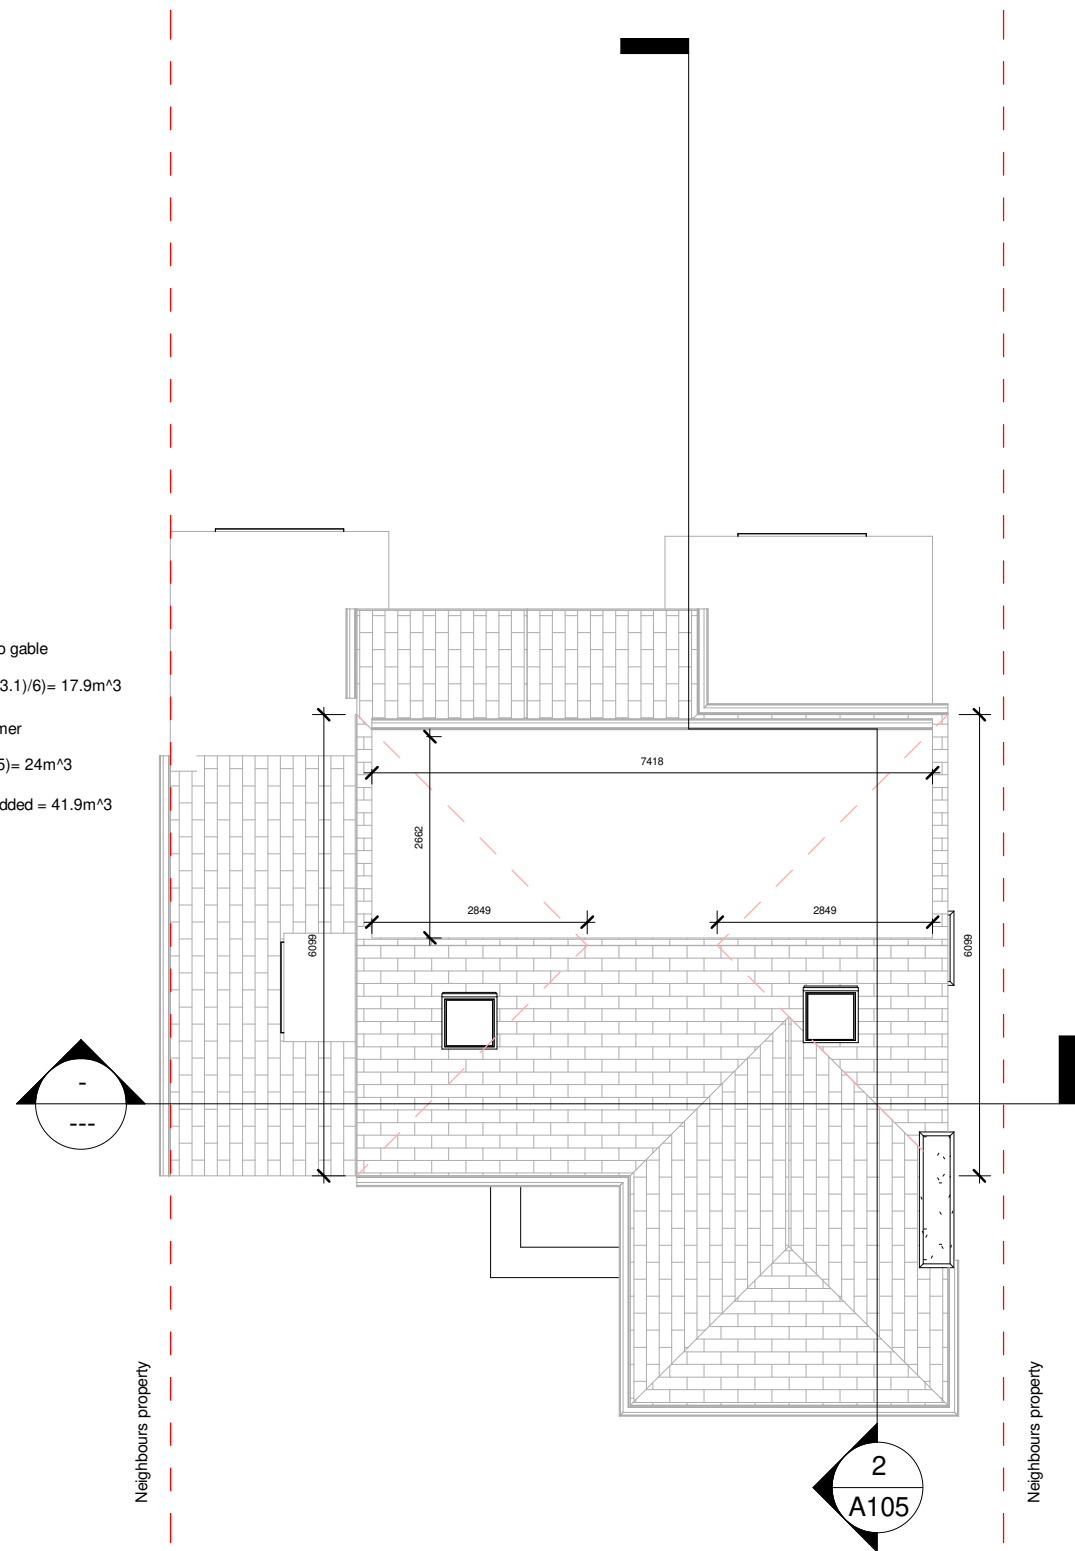 o gable
3.1)/6)= 17.9m^3
ner
5)= 24m^3
dded = 41.9m^3
7418
2662
2849
2849
6099
6099
-
---
Neighbours property
Neighbours property
2
A105